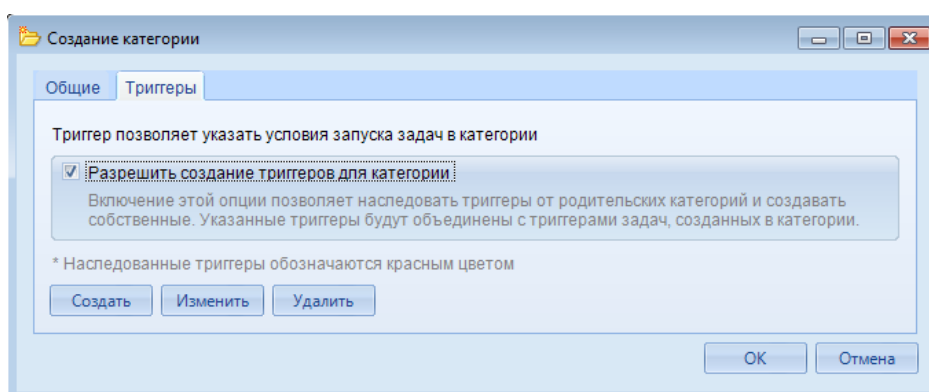 Создание категории
Общие
Триггеры
Триггер позволяет указать условия запуска задач в категории
Разрешить создание триггеров для категории
Включение этой опции позволяет наследовать триггеры от родительских категорий и создавать
собственные. Указанные триггеры будут объединены с триггерами задач, созданных в категории.
* Наследованные триггеры обозначаются красным цветом
Создать
Изменить
Удалить
ОК
Отмена